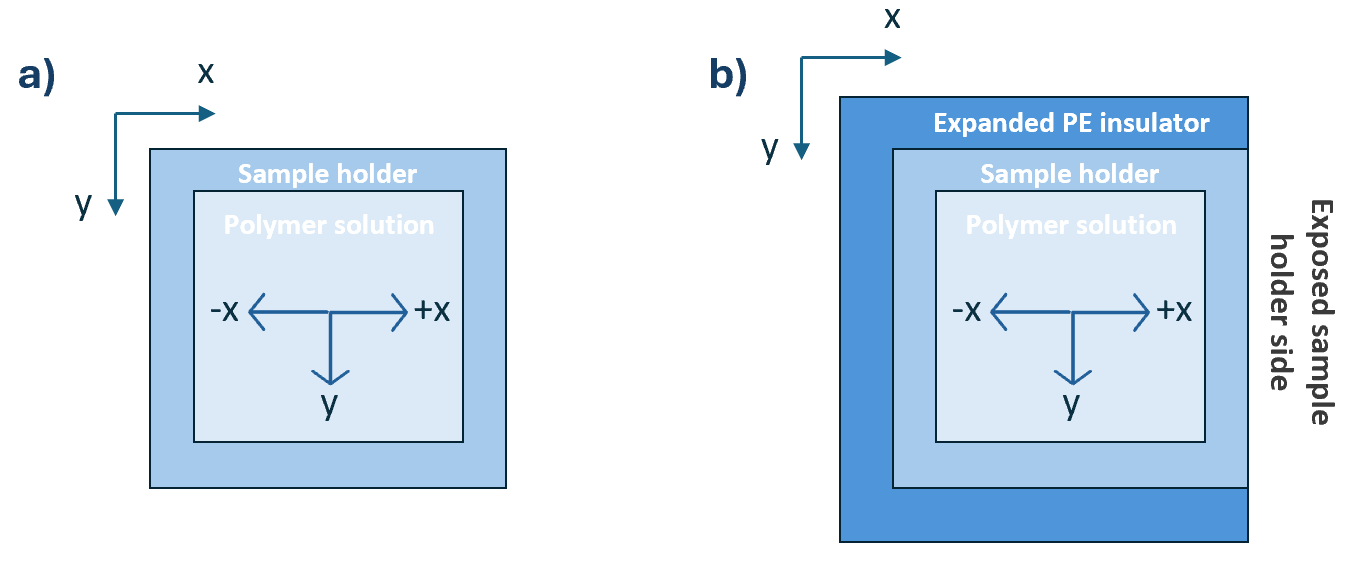 a)
x
y
Sample holder
Polymer solution
-x
+x
y
b)
x
y
Expanded PE insulator
Sample holder
Polymer solution
-x
+x
y
Exposed sample
holder side